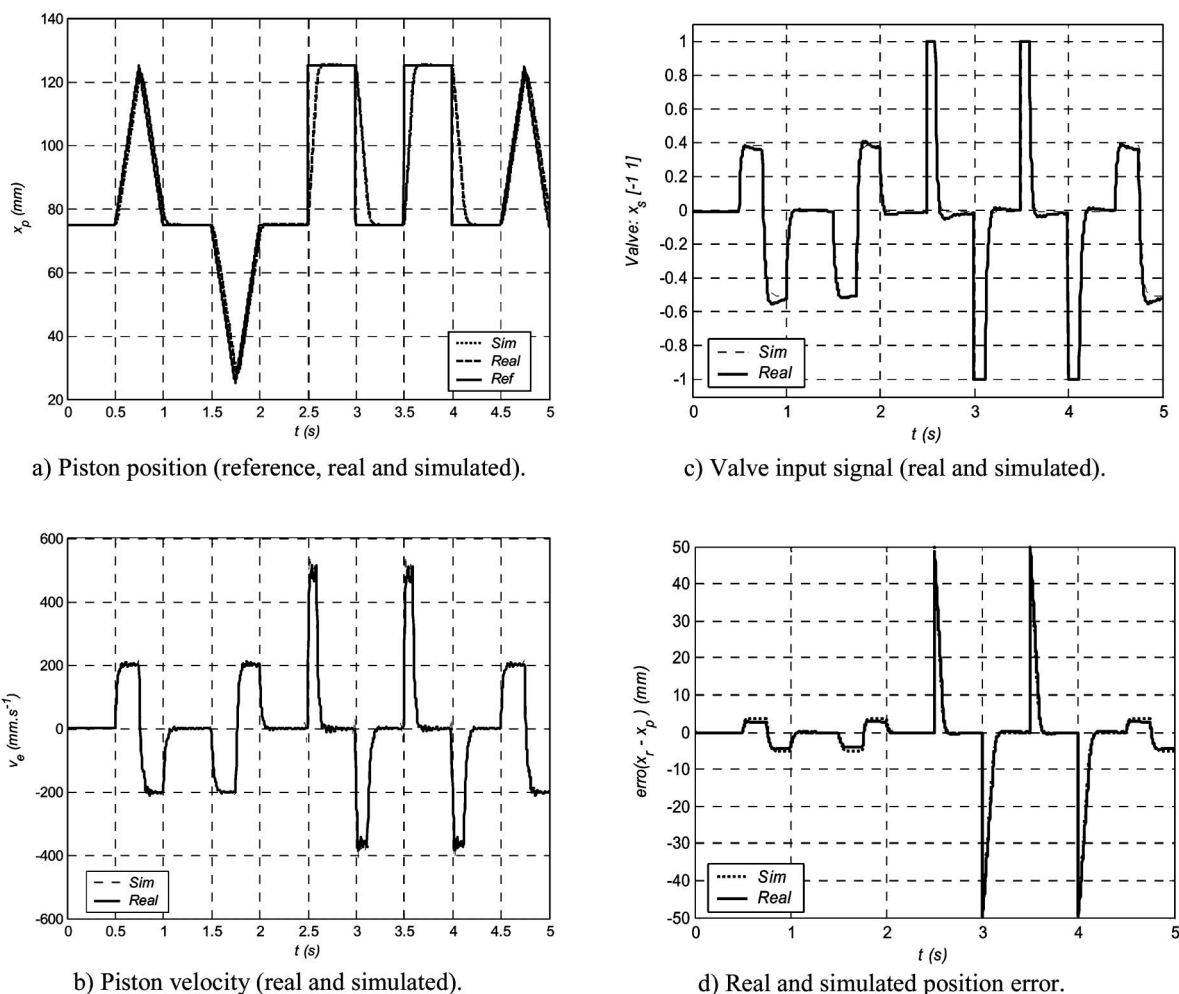 140
120
100
80
60
40
20
x_p (mm)
Sim
Real
Ref
0 0.5 1 1.5 2 2.5 3 3.5 4 4.5 5
t (s)
a) Piston position (reference, real and simulated).
1
0.8
0.6
0.4
0.2
0
-0.2
-0.4
-0.6
-0.8
-1
Valve: x_s [-1 1]
Sim
Real
0 1 2 3 4 5
t (s)
c) Valve input signal (real and simulated).
600
400
200
0
-200
-400
-600
v_e (mm.s^-1)
Sim
Real
0 0.5 1 1.5 2 2.5 3 3.5 4 4.5 5
t (s)
b) Piston velocity (real and simulated).
50
40
30
20
10
0
-10
-20
-30
-40
-50
erro(x_r - x_p) (mm)
Sim
Real
0 1 2 3 4 5
t (s)
d) Real and simulated position error.